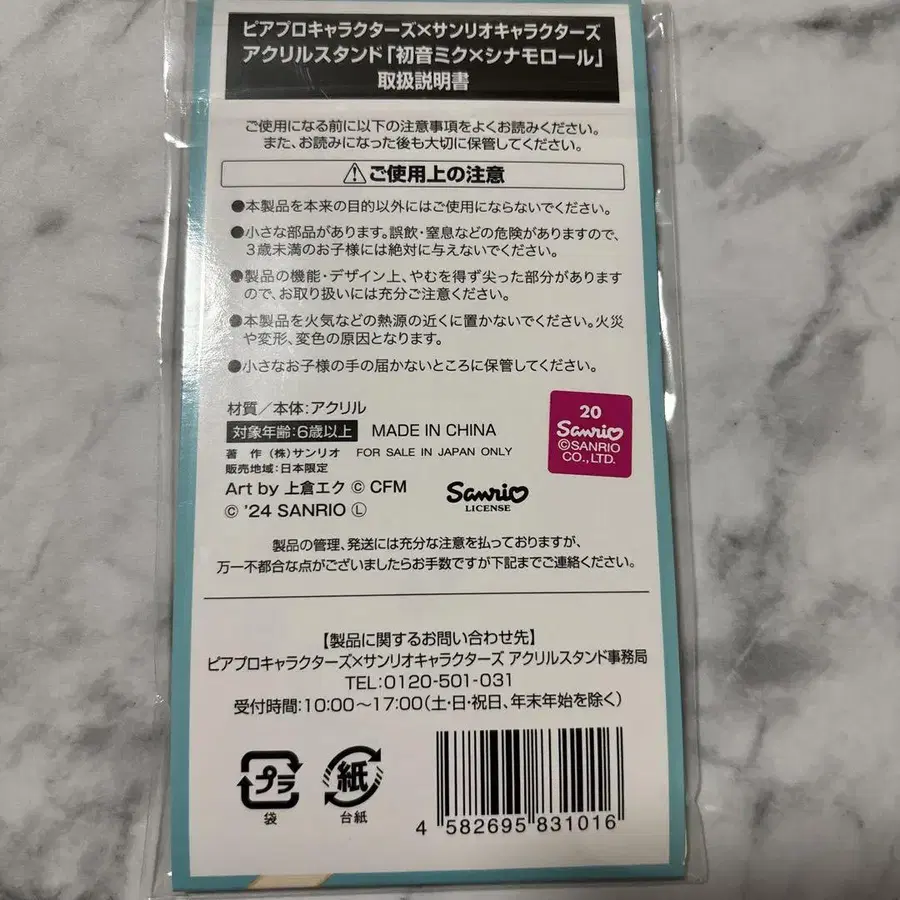 ピアプロキャラクターズ×サンリオキャラクターズ
アクリルスタンド「初音ミク×シナモロール」
取扱説明書
ご使用になる前に以下の注意事項をよくお読みください。
また、お読みになった後も大切に保管してください。
⚠ご使用上の注意
●本製品を本来の目的以外にはご使用にならないでください。
●小さな部品があります。誤飲・窒息などの危険がありますので、
3歳未満のお子様には絶対に与えないでください。
●製品の機能・デザイン上、やむを得ず尖った部分があります
ので、お取り扱いには充分ご注意ください。
●本製品を火気などの熱源の近くに置かないでください。火災
や変形、変色の原因となります。
●小さなお子様の手の届かないところに保管してください。
材質／本体:アクリル
対象年齢:6歳以上 MADE IN CHINA
著 作 (株)サンリオ FOR SALE IN JAPAN ONLY
販売地域:日本限定
Art by 上倉エク © CFM
© '24 SANRIO Ⓛ
Sanrio
LICENSE
20
Sanrio
©SANRIO
CO.,LTD.
製品の管理、発送には充分な注意を払っておりますが、
万一不都合な点がございましたらお手数ですが下記までご連絡ください。
【製品に関するお問い合わせ先】
ピアプロキャラクターズ×サンリオキャラクターズ アクリルスタンド事務局
TEL:0120-501-031
受付時間:10:00〜17:00(土・日・祝日、年末年始を除く)
プラ
袋
紙
台紙
4 582695 831016